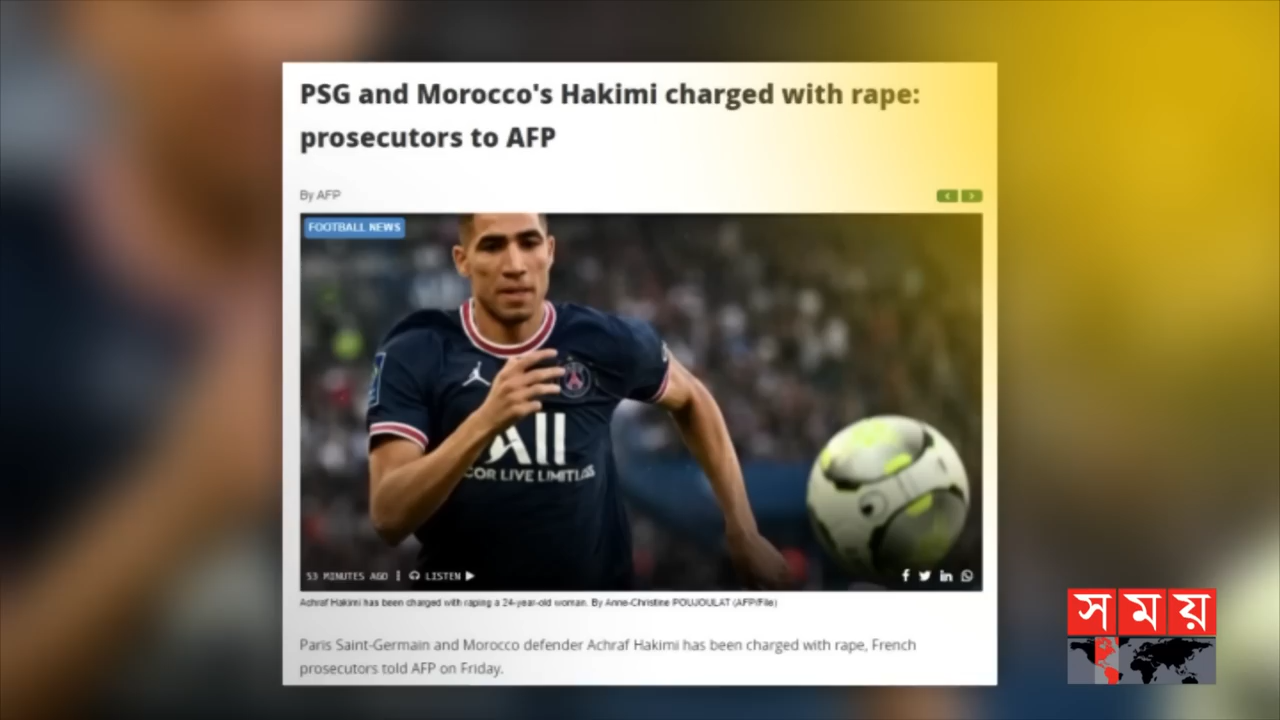 PSG and Morocco's Hakimi charged with rape:
prosecutors to AFP
By AFP
FOOTBALL NEWS
ALL
COR LIVE LIMITLESS
53 MINUTES AGO | LISTEN
Achraf Hakimi has been charged with raping a 24-year-old woman. By Anne-Christine POUJOULAT (AFP/File)
Paris Saint-Germain and Morocco defender Achraf Hakimi has been charged with rape, French
prosecutors told AFP on Friday.
সময়